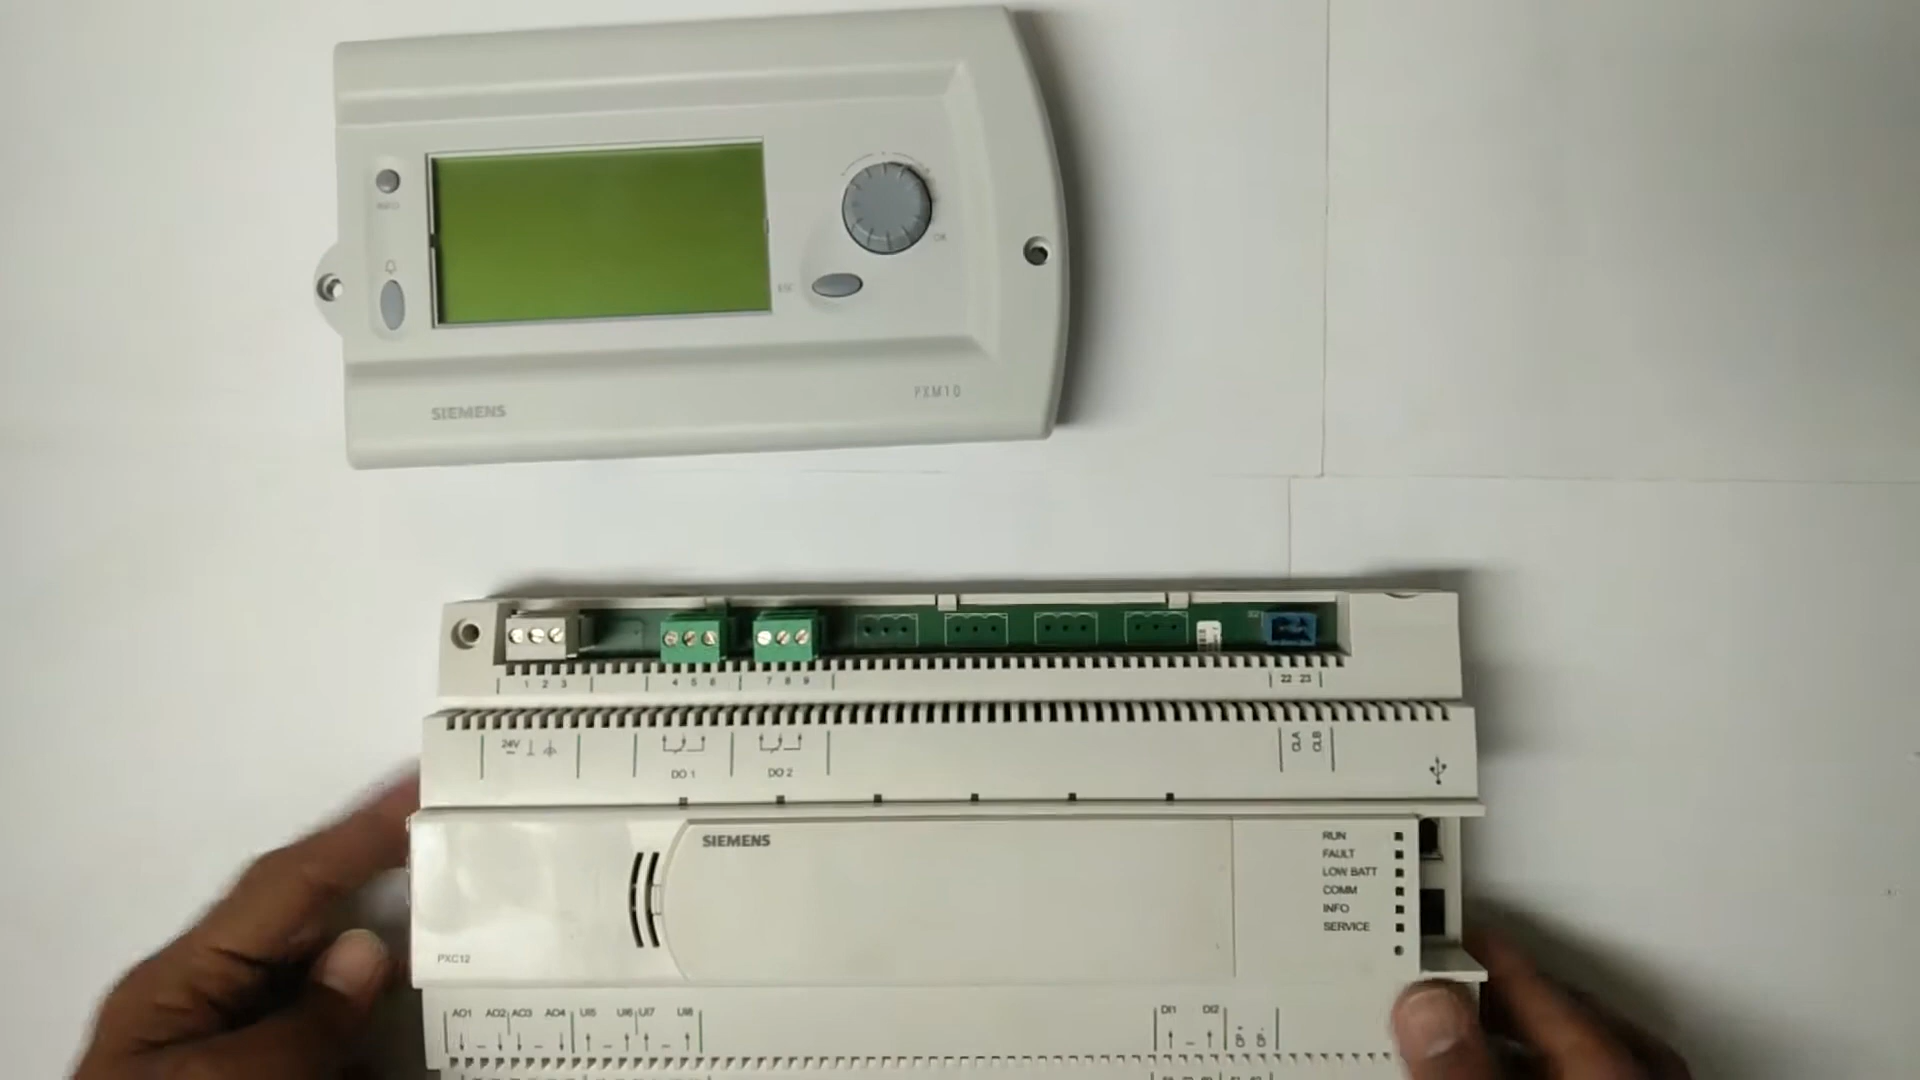 INFO
OK
ESC
PXM10
SIEMENS
1 2 3 4 5 6 7 8 9 22 23
24V
DO 1 DO 2
CLA CLB
SIEMENS
RUN
FAULT
LOW BATT
COMM
INFO
SERVICE
PXC12
AO1 AO2 AO3 AO4 UI5 UI6 UI7 UI8 DI1 DI2 CP+ CP-